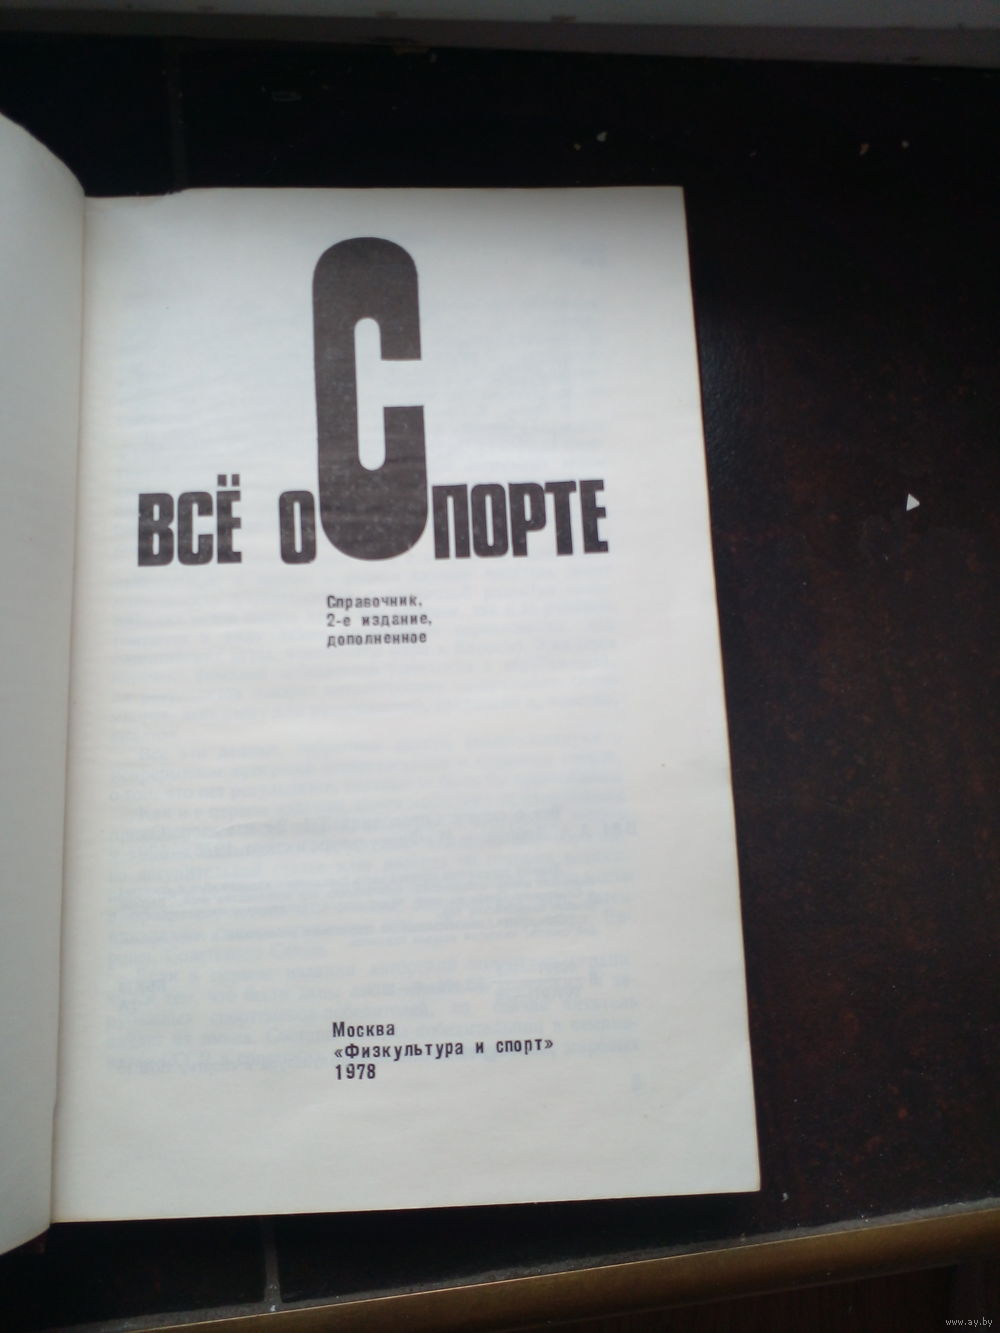 ВСЁ О СПОРТЕ
Справочник,
2-е издание,
дополненное
Москва
«Физкультура и спорт»
1978
www.ay.by